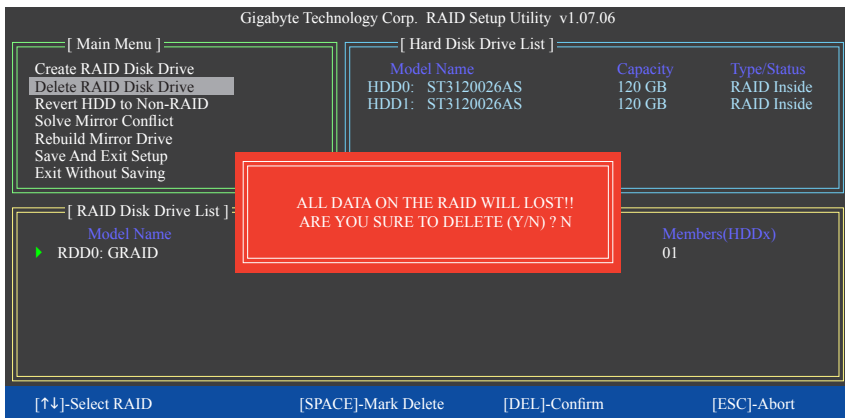 Gigabyte Technology Corp. RAID Setup Utility v1.07.06
[ Main Menu ]
Create RAID Disk Drive
Delete RAID Disk Drive
Revert HDD to Non-RAID
Solve Mirror Conflict
Rebuild Mirror Drive
Save And Exit Setup
Exit Without Saving
[ Hard Disk Drive List ]
Model Name Capacity Type/Status
HDD0: ST3120026AS 120 GB RAID Inside
HDD1: ST3120026AS 120 GB RAID Inside
ALL DATA ON THE RAID WILL LOST!!
ARE YOU SURE TO DELETE (Y/N) ? N
[ RAID Disk Drive List ]
Model Name Members(HDDx)
RDD0: GRAID 01
[↑↓]-Select RAID [SPACE]-Mark Delete [DEL]-Confirm [ESC]-Abort